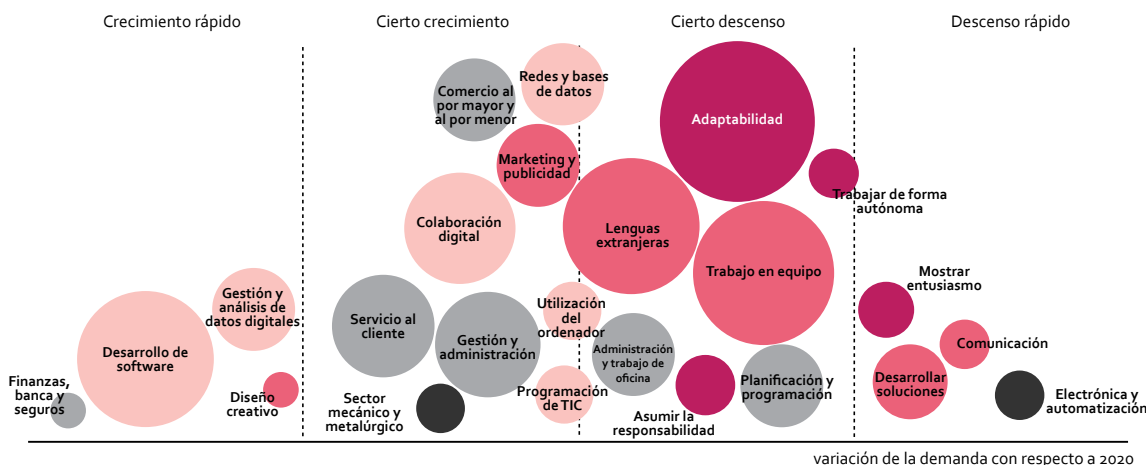 Crecimiento rápido
Cierto crecimiento
Cierto descenso
Descenso rápido
Finanzas,
banca y
seguros
Desarrollo de
software
Gestión y
análisis de
datos digitales
Diseño
creativo
Comercio al
por mayor y
al por menor
Redes y bases
de datos
Marketing y
publicidad
Colaboración
digital
Servicio al
cliente
Gestión y
administración
Utilización
del
ordenador
Sector
mecánico y
metalúrgico
Programación
de TIC
Adaptabilidad
Trabajar de forma
autónoma
Lenguas
extranjeras
Trabajo en equipo
Administración
y trabajo de
oficina
Asumir la
responsabilidad
Planificación y
programación
Mostrar
entusiasmo
Comunicación
Desarrollar
soluciones
Electrónica y
automatización
variación de la demanda con respecto a 2020